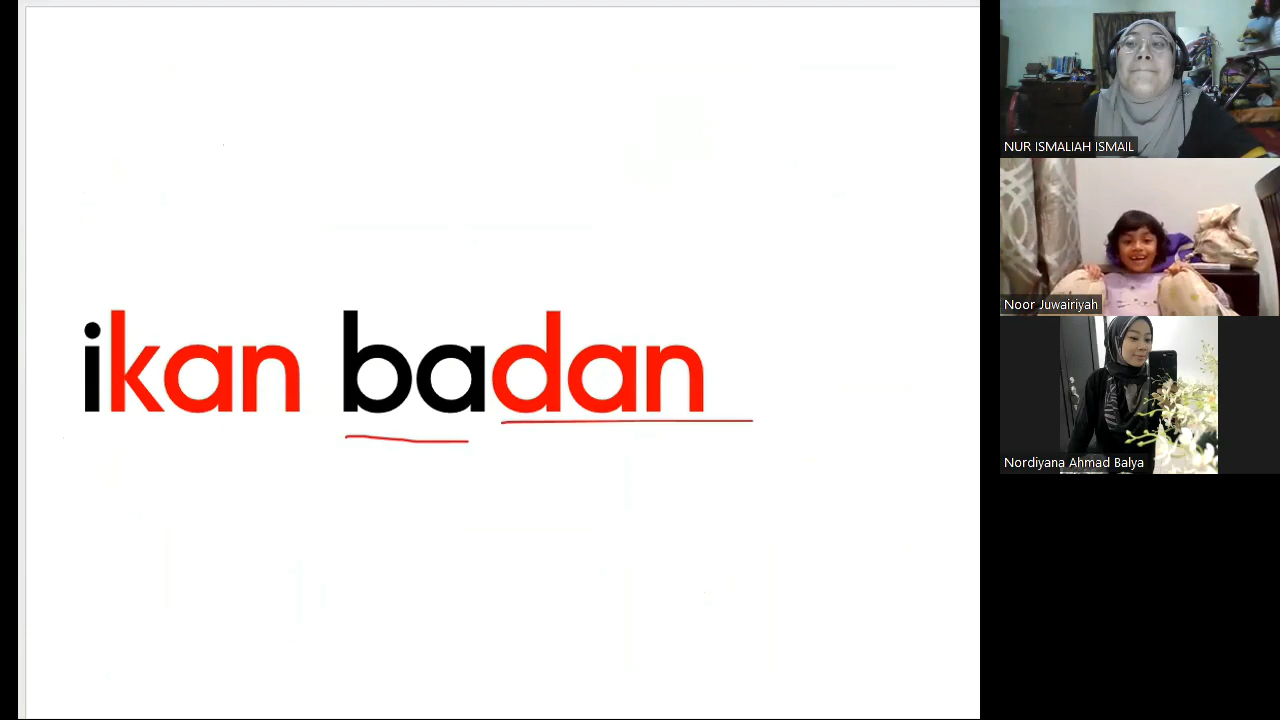 ikan badan
NUR ISMALIAH ISMAIL
Noor Juwairiyah
Nordiyana Ahmad Balya